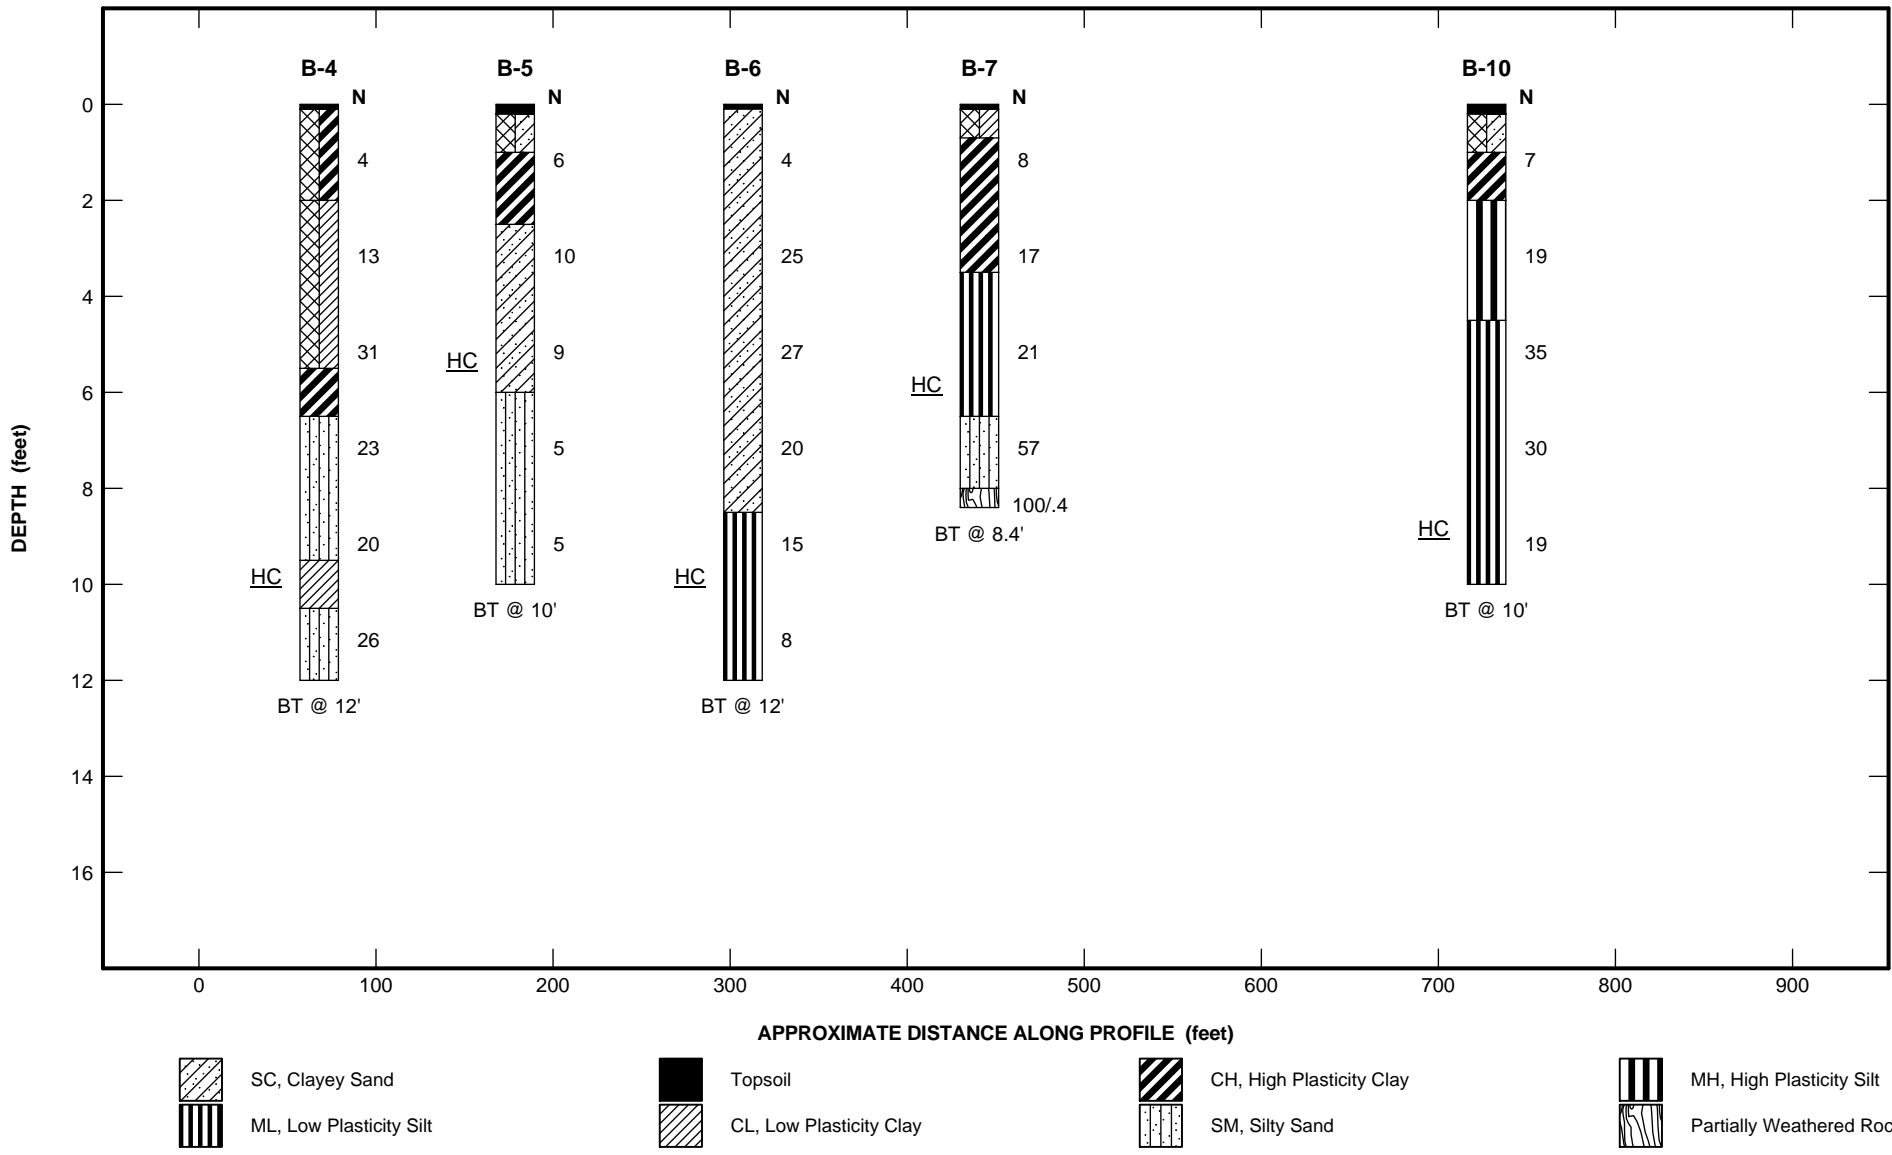 B-4 B-5 B-6 B-7 B-10
N N N N N
0
4 6 4 8 7
2
13 10 25 17 19
4
31 9 27 21 35
HC
HC
6
23 5 20 57 30
8
100/.4
BT @ 8.4'
HC
20 5 15 19
HC HC
10
BT @ 10' BT @ 10'
26 8
12
BT @ 12' BT @ 12'
14
16
DEPTH (feet)
0 100 200 300 400 500 600 700 800 900
APPROXIMATE DISTANCE ALONG PROFILE (feet)
SC, Clayey Sand Topsoil CH, High Plasticity Clay MH, High Plasticity Silt
ML, Low Plasticity Silt CL, Low Plasticity Clay SM, Silty Sand Partially Weathered Roc